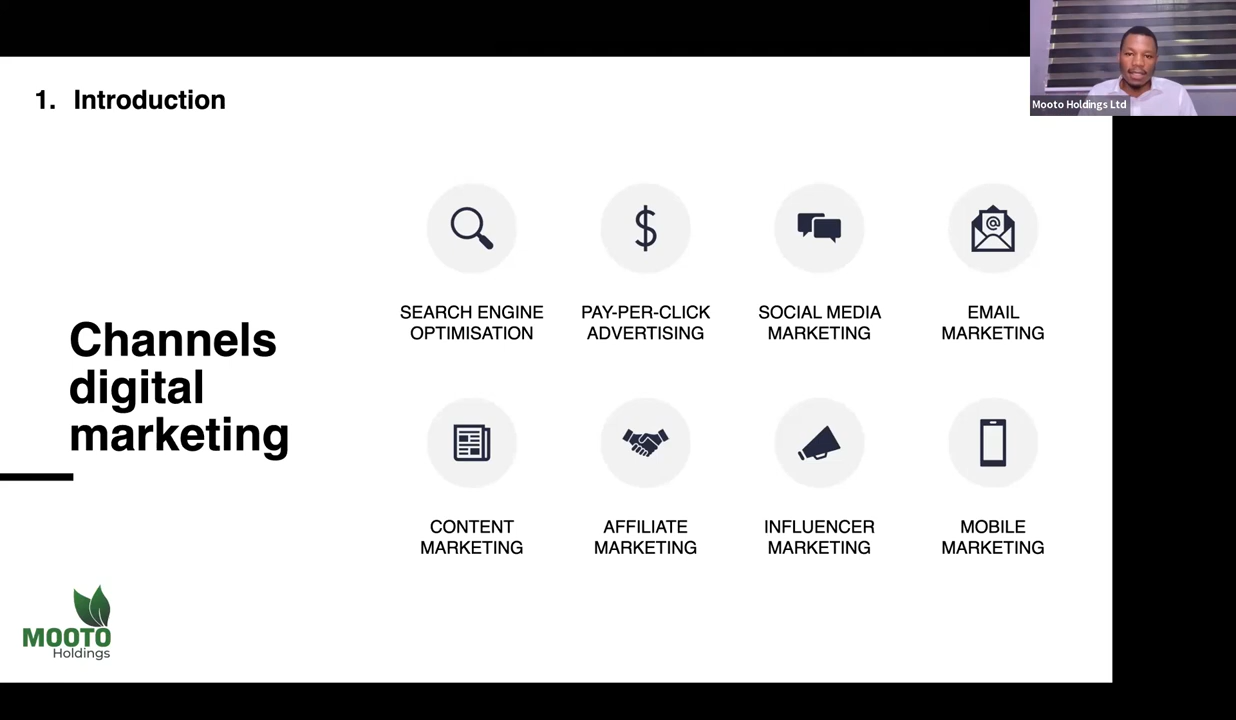 Mooto Holdings Ltd
1. Introduction
Channels
digital
marketing
SEARCH ENGINE
OPTIMISATION
PAY-PER-CLICK
ADVERTISING
SOCIAL MEDIA
MARKETING
EMAIL
MARKETING
CONTENT
MARKETING
AFFILIATE
MARKETING
INFLUENCER
MARKETING
MOBILE
MARKETING
MOOTO
Holdings